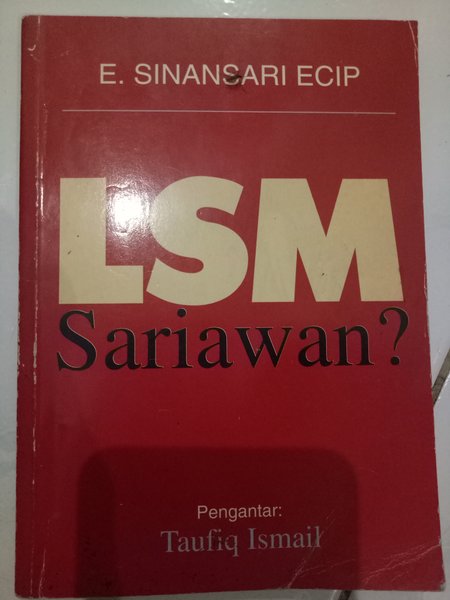 E. SINANSARI ECIP
LSM
Sariawan?
Pengantar:
Taufiq Ismail